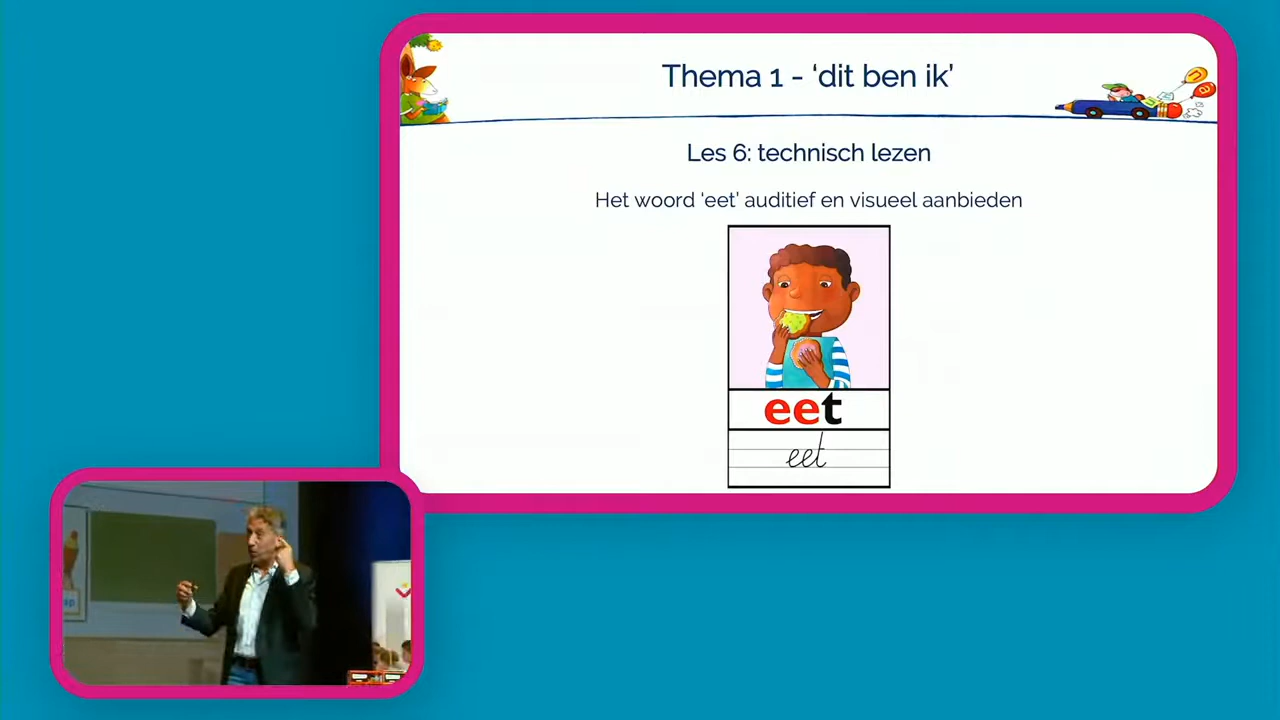 Thema 1 - ‘dit ben ik’
Les 6: technisch lezen
Het woord ‘eet’ auditief en visueel aanbieden
eet
eet